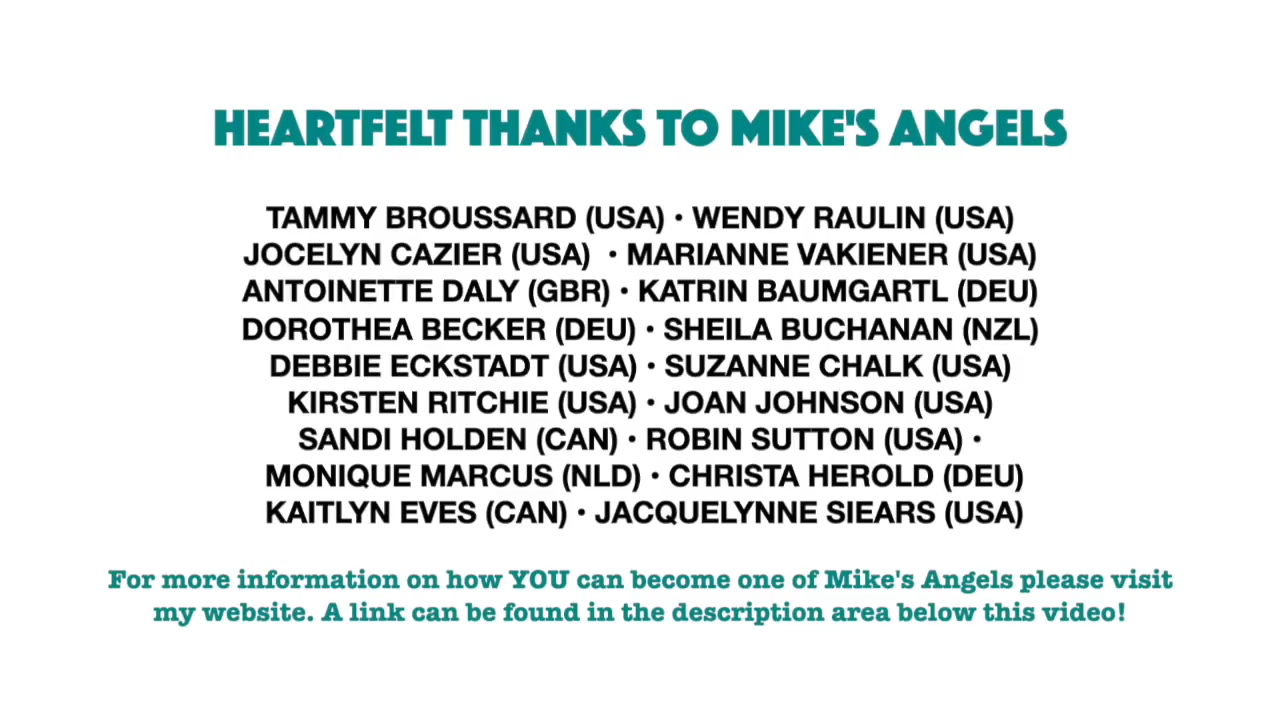 HEARTFELT THANKS TO MIKE'S ANGELS
TAMMY BROUSSARD (USA) • WENDY RAULIN (USA)
JOCELYN CAZIER (USA) • MARIANNE VAKIENER (USA)
ANTOINETTE DALY (GBR) • KATRIN BAUMGARTL (DEU)
DOROTHEA BECKER (DEU) • SHEILA BUCHANAN (NZL)
DEBBIE ECKSTADT (USA) • SUZANNE CHALK (USA)
KIRSTEN RITCHIE (USA) • JOAN JOHNSON (USA)
SANDI HOLDEN (CAN) • ROBIN SUTTON (USA) •
MONIQUE MARCUS (NLD) • CHRISTA HEROLD (DEU)
KAITLYN EVES (CAN) • JACQUELYNNE SIEARS (USA)
For more information on how YOU can become one of Mike's Angels please visit
my website. A link can be found in the description area below this video!